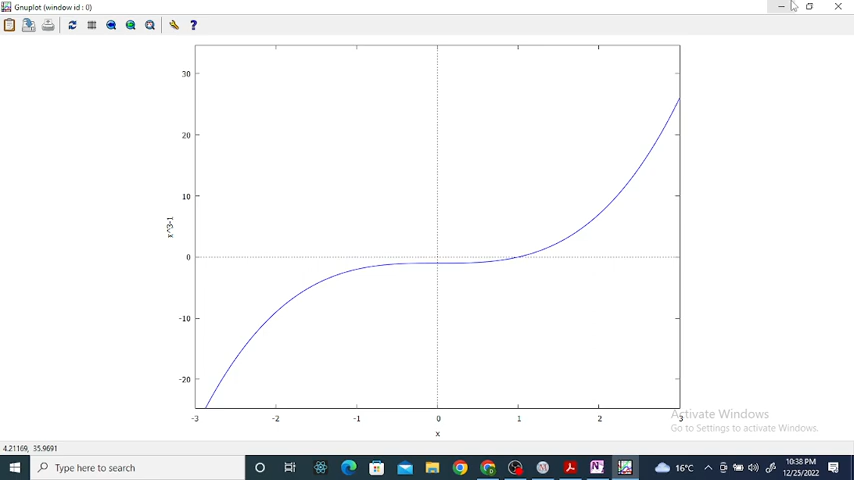 Gnuplot (window id : 0)
30
20
10
0
-10
-20
x^3-1
-3
-2
-1
0
1
2
3
x
Activate Windows
Go to Settings to activate Windows.
4.21169, 35.9691
Type here to search
16°C
10:38 PM
12/25/2022